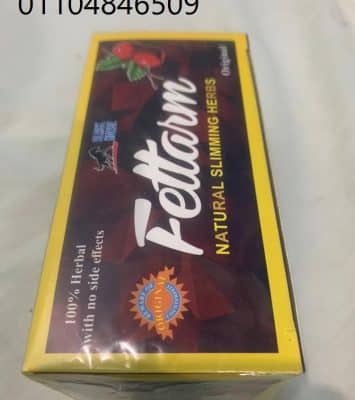 01104846509
Original
Fettarm
NATURAL SLIMMING HERBS
100% Herbal
with no side effects
ORIGINAL